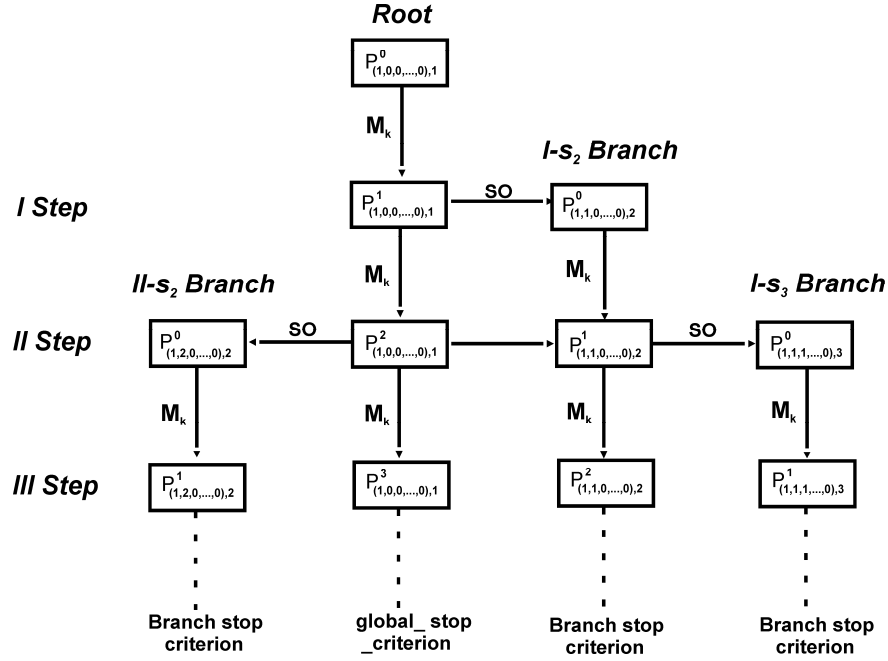 Root
P^0_(1,0,0,...,0),1
M_k
I-s_2 Branch
I Step
P^1_(1,0,0,...,0),1
SO
P^0_(1,1,0,...,0),2
M_k
M_k
II-s_2 Branch
I-s_3 Branch
II Step
P^0_(1,2,0,...,0),2
SO
P^2_(1,0,0,...,0),1
P^1_(1,1,0,...,0),2
SO
P^0_(1,1,1,...,0),3
M_k
M_k
M_k
M_k
III Step
P^1_(1,2,0,...,0),2
P^3_(1,0,0,...,0),1
P^2_(1,1,0,...,0),2
P^1_(1,1,1,...,0),3
Branch stop
criterion
global_ stop
_criterion
Branch stop
criterion
Branch stop
criterion